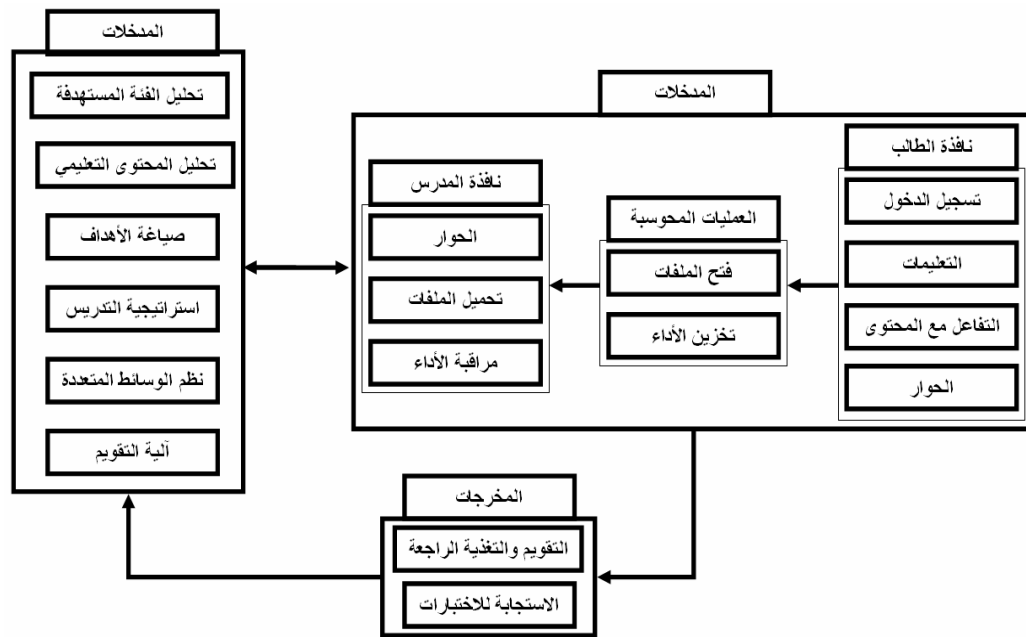 المدخلات
تحليل الفئة المستهدفة
تحليل المحتوى التعليمي
صياغة الأهداف
استراتيجية التدريس
نظم الوسائط المتعددة
آلية التقويم
المدخلات
نافذة الطالب
تسجيل الدخول
التعليمات
التفاعل مع المحتوى
الحوار
العمليات المحوسبة
فتح الملفات
تخزين الأداء
نافذة المدرس
الحوار
تحميل الملفات
مراقبة الأداء
المخرجات
التقويم والتغذية الراجعة
الاستجابة للاختبارات